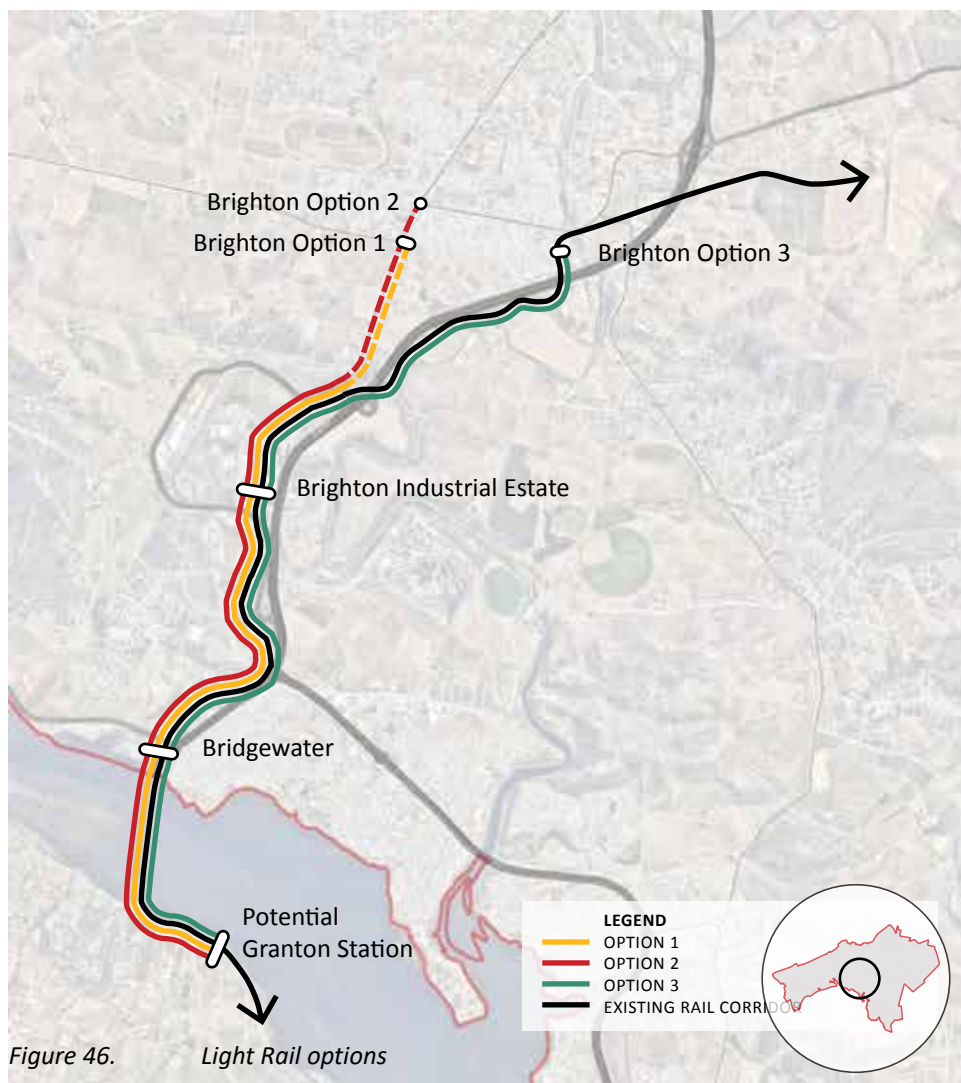 Brighton Option 2
Brighton Option 1
Brighton Option 3
Brighton Industrial Estate
Bridgewater
Potential
Granton Station
LEGEND
OPTION 1
OPTION 2
OPTION 3
EXISTING RAIL CORRIDOR
Figure 46. Light Rail options